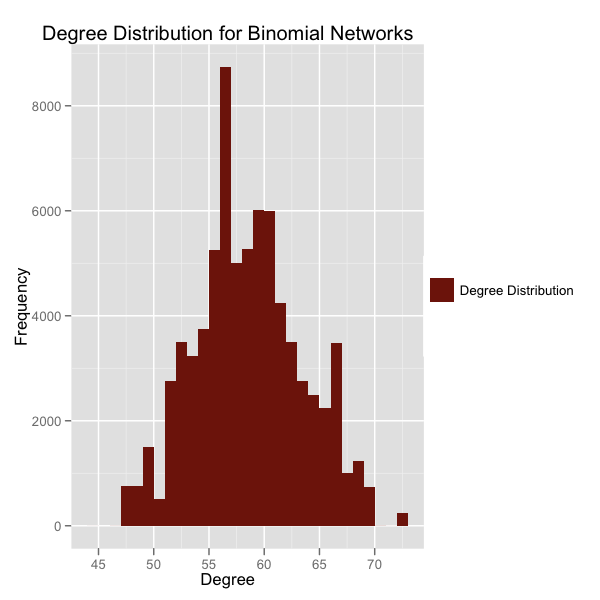 Degree Distribution for Binomial Networks
8000
6000
4000
2000
0
Frequency
45 50 55 60 65 70
Degree
Degree Distribution